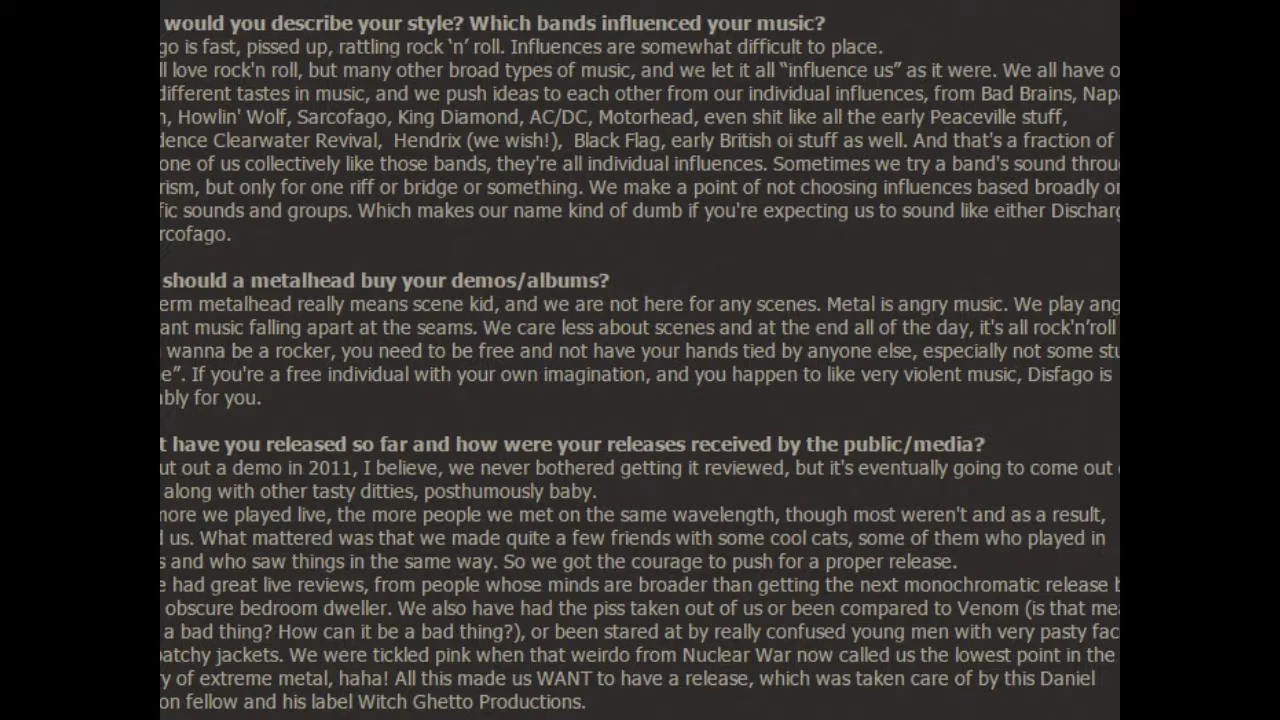 would you describe your style? Which bands influenced your music?
go is fast, pissed up, rattling rock ‘n’ roll. Influences are somewhat difficult to place.
ll love rock'n roll, but many other broad types of music, and we let it all “influence us” as it were. We all have o
different tastes in music, and we push ideas to each other from our individual influences, from Bad Brains, Napa
n, Howlin' Wolf, Sarcofago, King Diamond, AC/DC, Motorhead, even shit like all the early Peaceville stuff,
dence Clearwater Revival, Hendrix (we wish!), Black Flag, early British oi stuff as well. And that's a fraction of
one of us collectively like those bands, they're all individual influences. Sometimes we try a band's sound throu
rism, but only for one riff or bridge or something. We make a point of not choosing influences based broadly or
fic sounds and groups. Which makes our name kind of dumb if you're expecting us to sound like either Discharg
rcofago.
should a metalhead buy your demos/albums?
erm metalhead really means scene kid, and we are not here for any scenes. Metal is angry music. We play ang
ant music falling apart at the seams. We care less about scenes and at the end all of the day, it's all rock'n’roll
wanna be a rocker, you need to be free and not have your hands tied by anyone else, especially not some stu
e”. If you're a free individual with your own imagination, and you happen to like very violent music, Disfago is
ably for you.
t have you released so far and how were your releases received by the public/media?
ut out a demo in 2011, I believe, we never bothered getting it reviewed, but it's eventually going to come out
along with other tasty ditties, posthumously baby.
more we played live, the more people we met on the same wavelength, though most weren't and as a result,
d us. What mattered was that we made quite a few friends with some cool cats, some of them who played in
s and who saw things in the same way. So we got the courage to push for a proper release.
e had great live reviews, from people whose minds are broader than getting the next monochromatic release b
obscure bedroom dweller. We also have had the piss taken out of us or been compared to Venom (is that mea
a bad thing? How can it be a bad thing?), or been stared at by really confused young men with very pasty fac
patchy jackets. We were tickled pink when that weirdo from Nuclear War now called us the lowest point in the
y of extreme metal, haha! All this made us WANT to have a release, which was taken care of by this Daniel
on fellow and his label Witch Ghetto Productions.